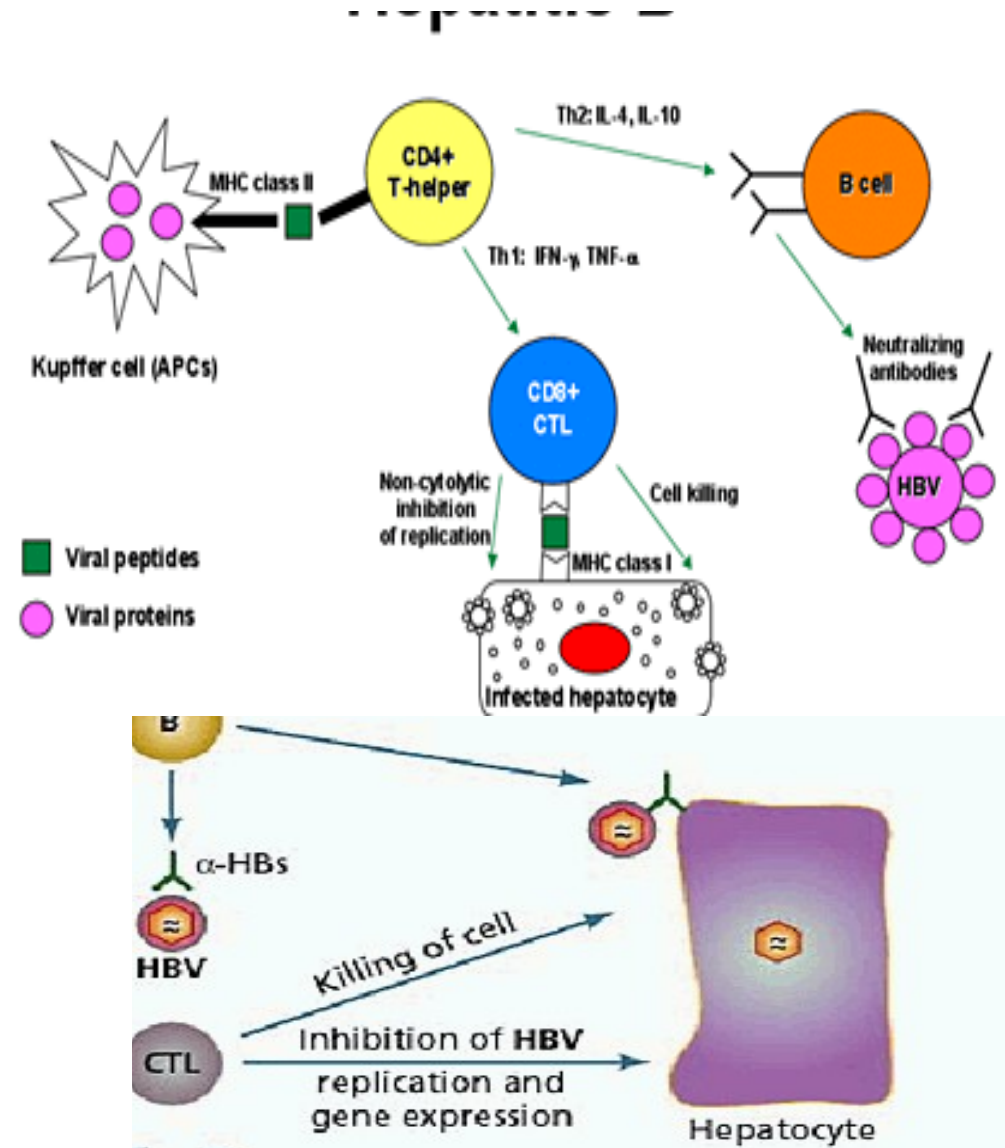 Hepatitis B
Th2: IL-4, IL-10
CD4+
T-helper
B cell
MHC class II
Th1: IFN-γ, TNF-α
Kupffer cell (APCs)
Neutralizing
antibodies
CD8+
CTL
HBV
Non-cytolytic
inhibition
of replication
Cell killing
MHC class I
Viral peptides
Viral proteins
Infected hepatocyte
B
α-HBs
≈
≈
HBV
≈
Killing of cell
CTL
Inhibition of HBV
replication and
gene expression
Hepatocyte